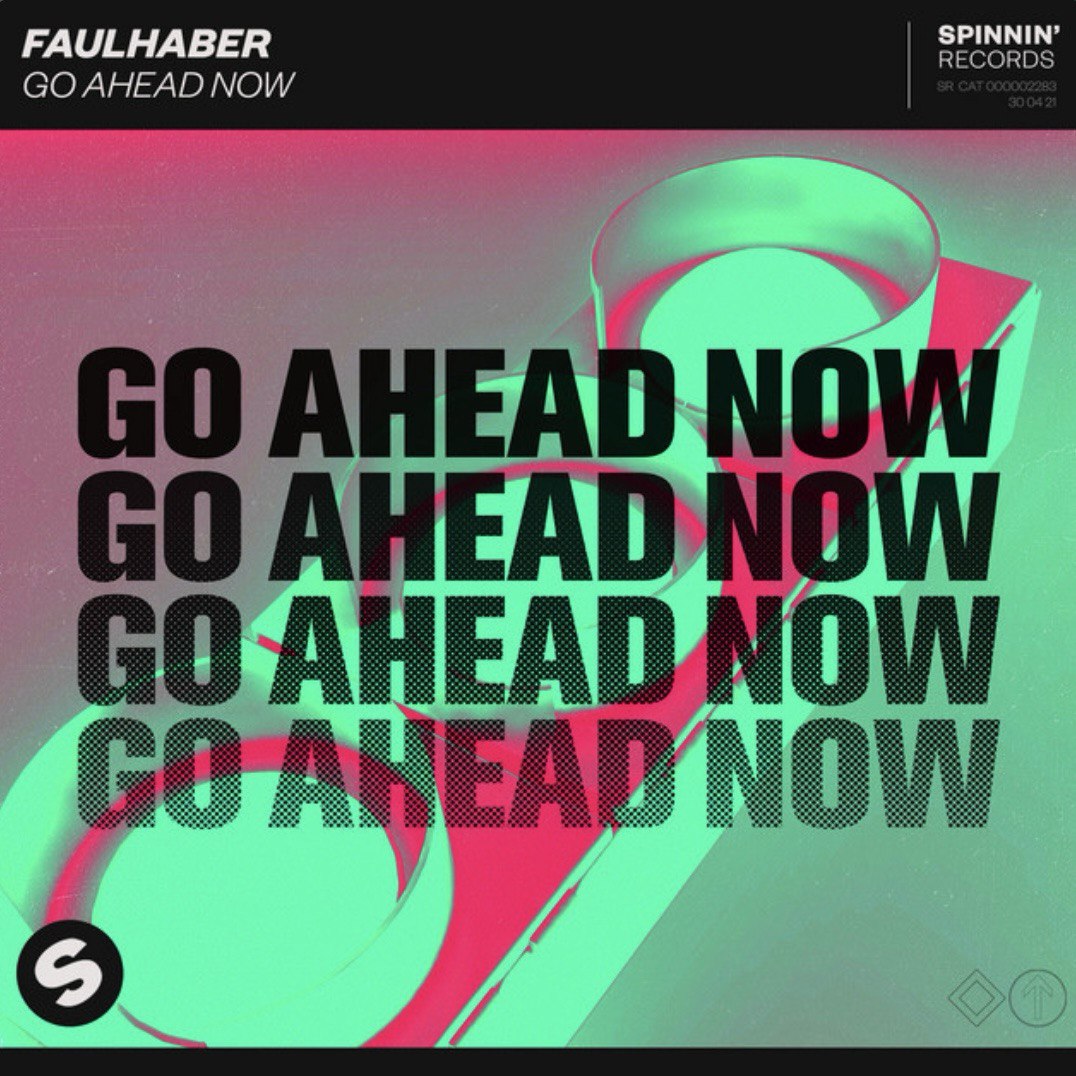 FAULHABER
GO AHEAD NOW
SPINNIN'
RECORDS
SR CAT 000002283
30 04 21
GO AHEAD NOW
GO AHEAD NOW
GO AHEAD NOW
GO AHEAD NOW
S